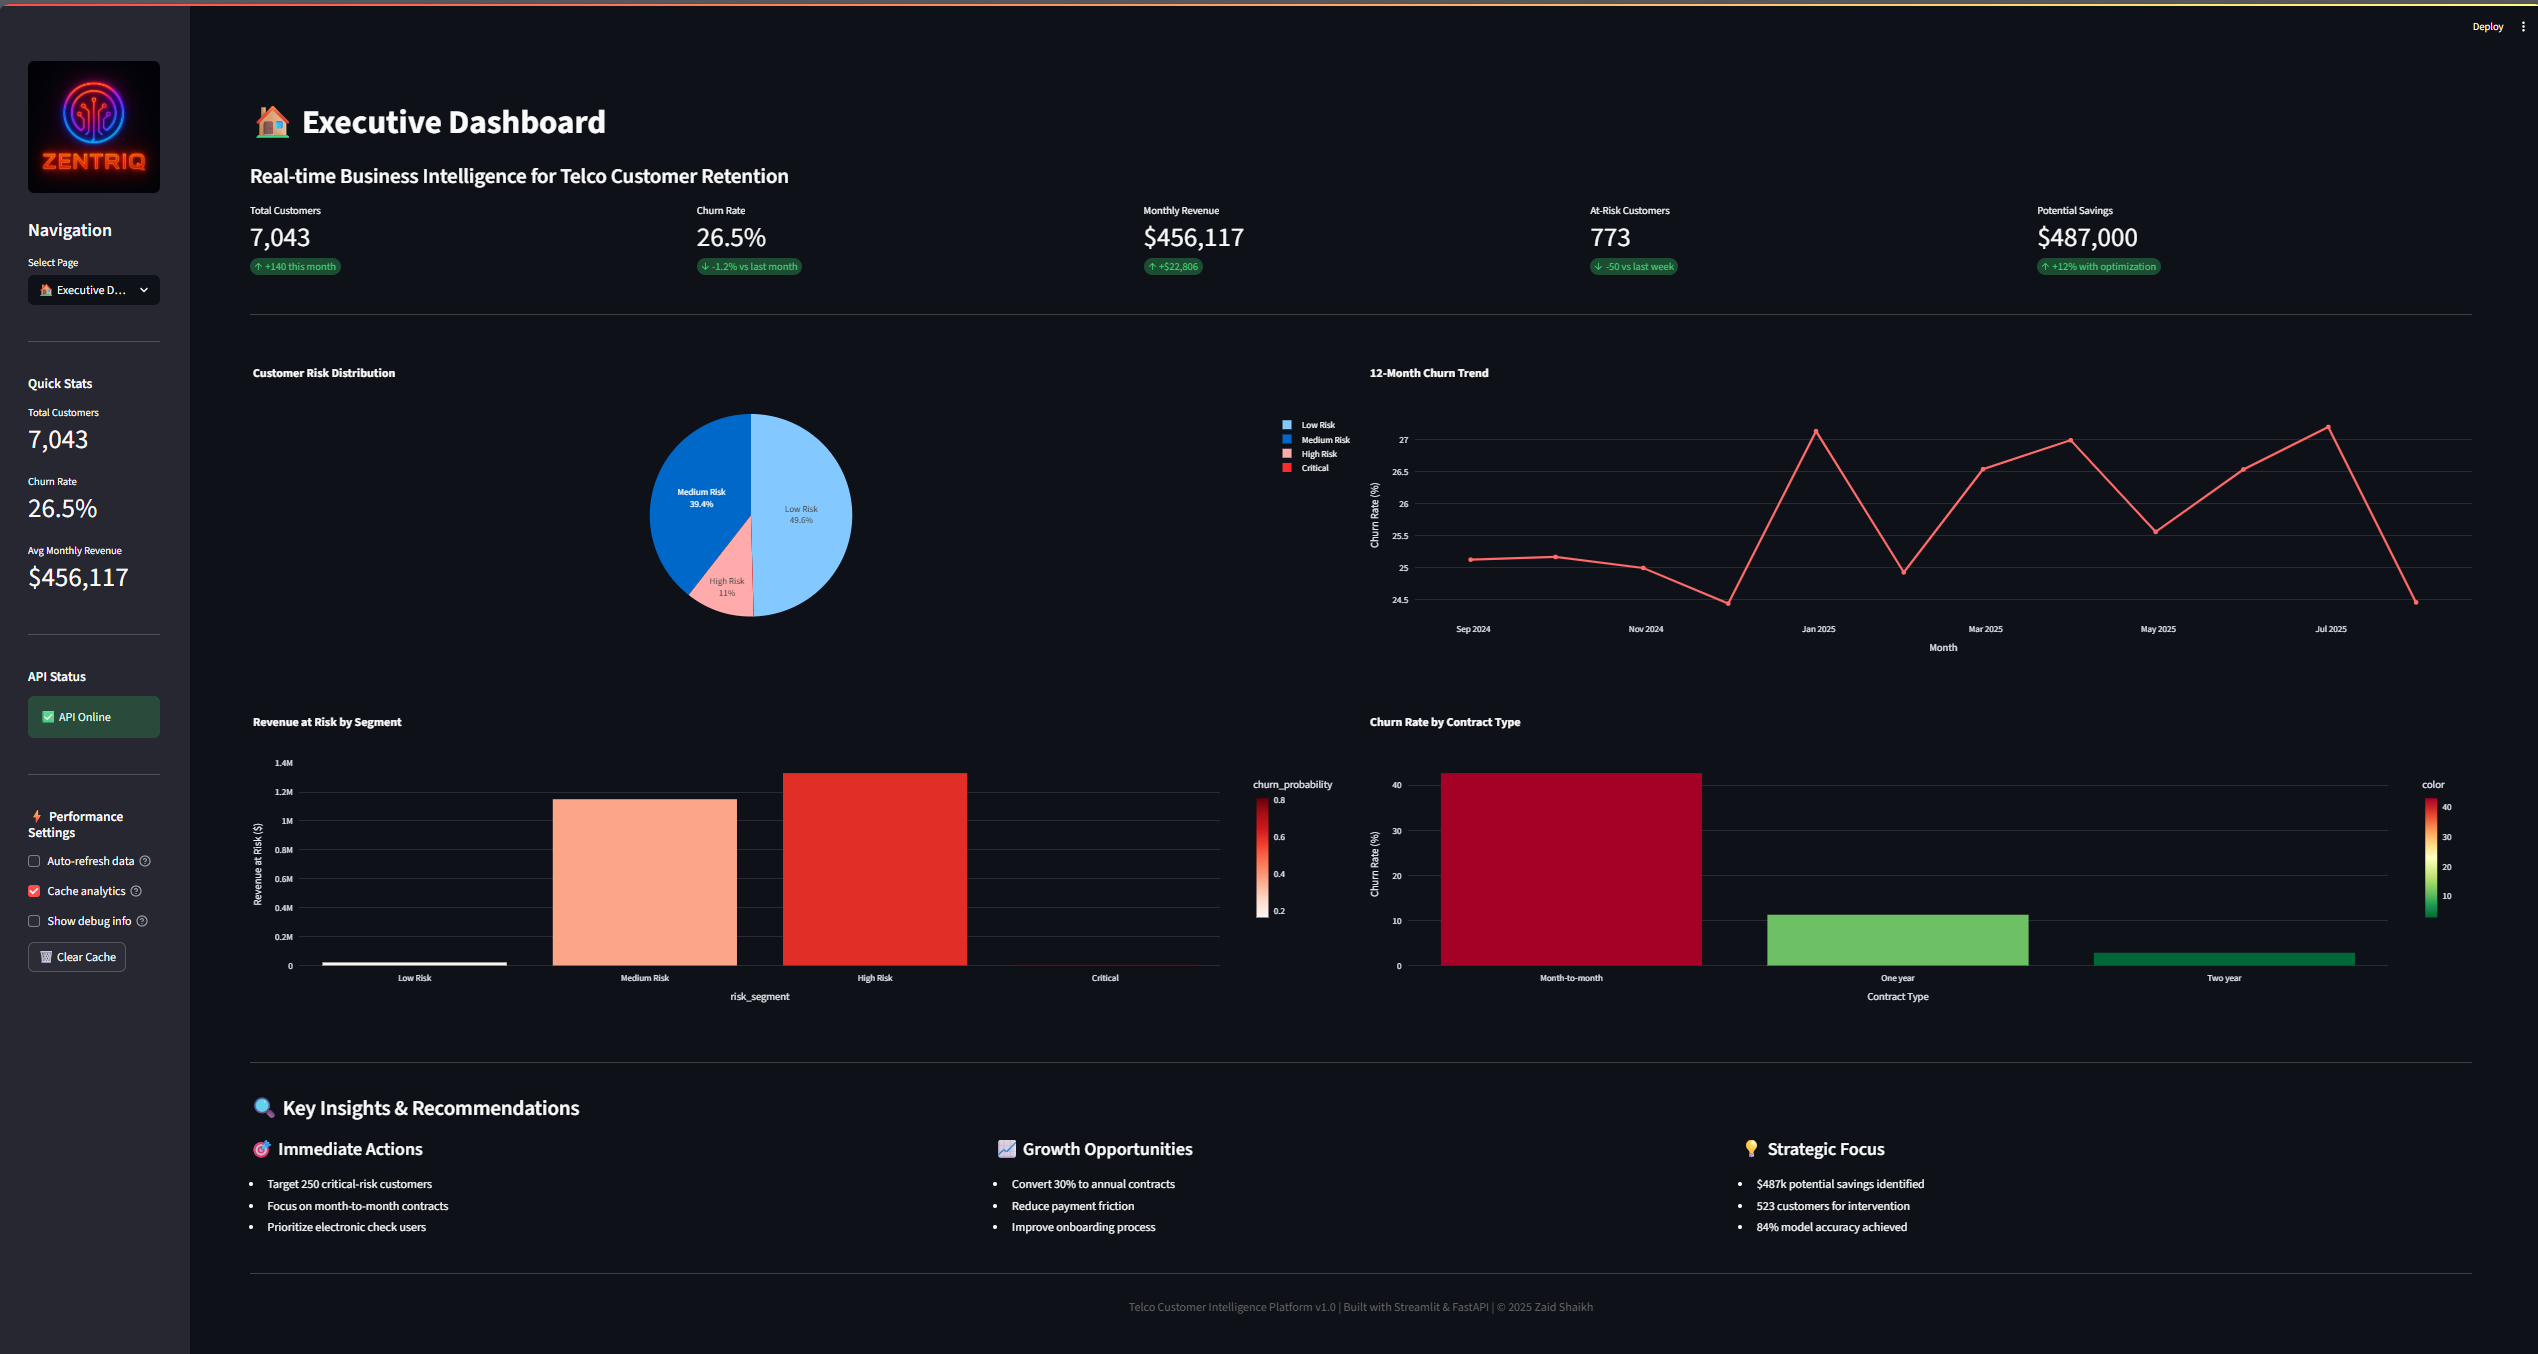 Deploy
ZENTRIQ
Navigation
Select Page
Executive D...
Quick Stats
Total Customers
7,043
Churn Rate
26.5%
Avg Monthly Revenue
$456,117
API Status
API Online
Performance
Settings
Auto-refresh data
Cache analytics
Show debug info
Clear Cache
Executive Dashboard
Real-time Business Intelligence for Telco Customer Retention
Total Customers
7,043
↑ +140 this month
Churn Rate
26.5%
↓ -1.2% vs last month
Monthly Revenue
$456,117
↑ +$22,806
At-Risk Customers
773
↓ -50 vs last week
Potential Savings
$487,000
↑ +12% with optimization
Customer Risk Distribution
Medium Risk
39.4%
Low Risk
49.6%
High Risk
11%
Low Risk
Medium Risk
High Risk
Critical
12-Month Churn Trend
Churn Rate (%)
27
26.5
26
25.5
25
24.5
Sep 2024
Nov 2024
Jan 2025
Mar 2025
May 2025
Jul 2025
Month
Revenue at Risk by Segment
Revenue at Risk ($)
1.4M
1.2M
1M
0.8M
0.6M
0.4M
0.2M
0
Low Risk
Medium Risk
High Risk
Critical
risk_segment
churn_probability
0.8
0.6
0.4
0.2
Churn Rate by Contract Type
Churn Rate (%)
40
30
20
10
0
Month-to-month
One year
Two year
Contract Type
color
40
30
20
10
Key Insights & Recommendations
Immediate Actions
• Target 250 critical-risk customers
• Focus on month-to-month contracts
• Prioritize electronic check users
Growth Opportunities
• Convert 30% to annual contracts
• Reduce payment friction
• Improve onboarding process
Strategic Focus
• $487k potential savings identified
• 523 customers for intervention
• 84% model accuracy achieved
Telco Customer Intelligence Platform v1.0 | Built with Streamlit & FastAPI | © 2025 Zaid Shaikh